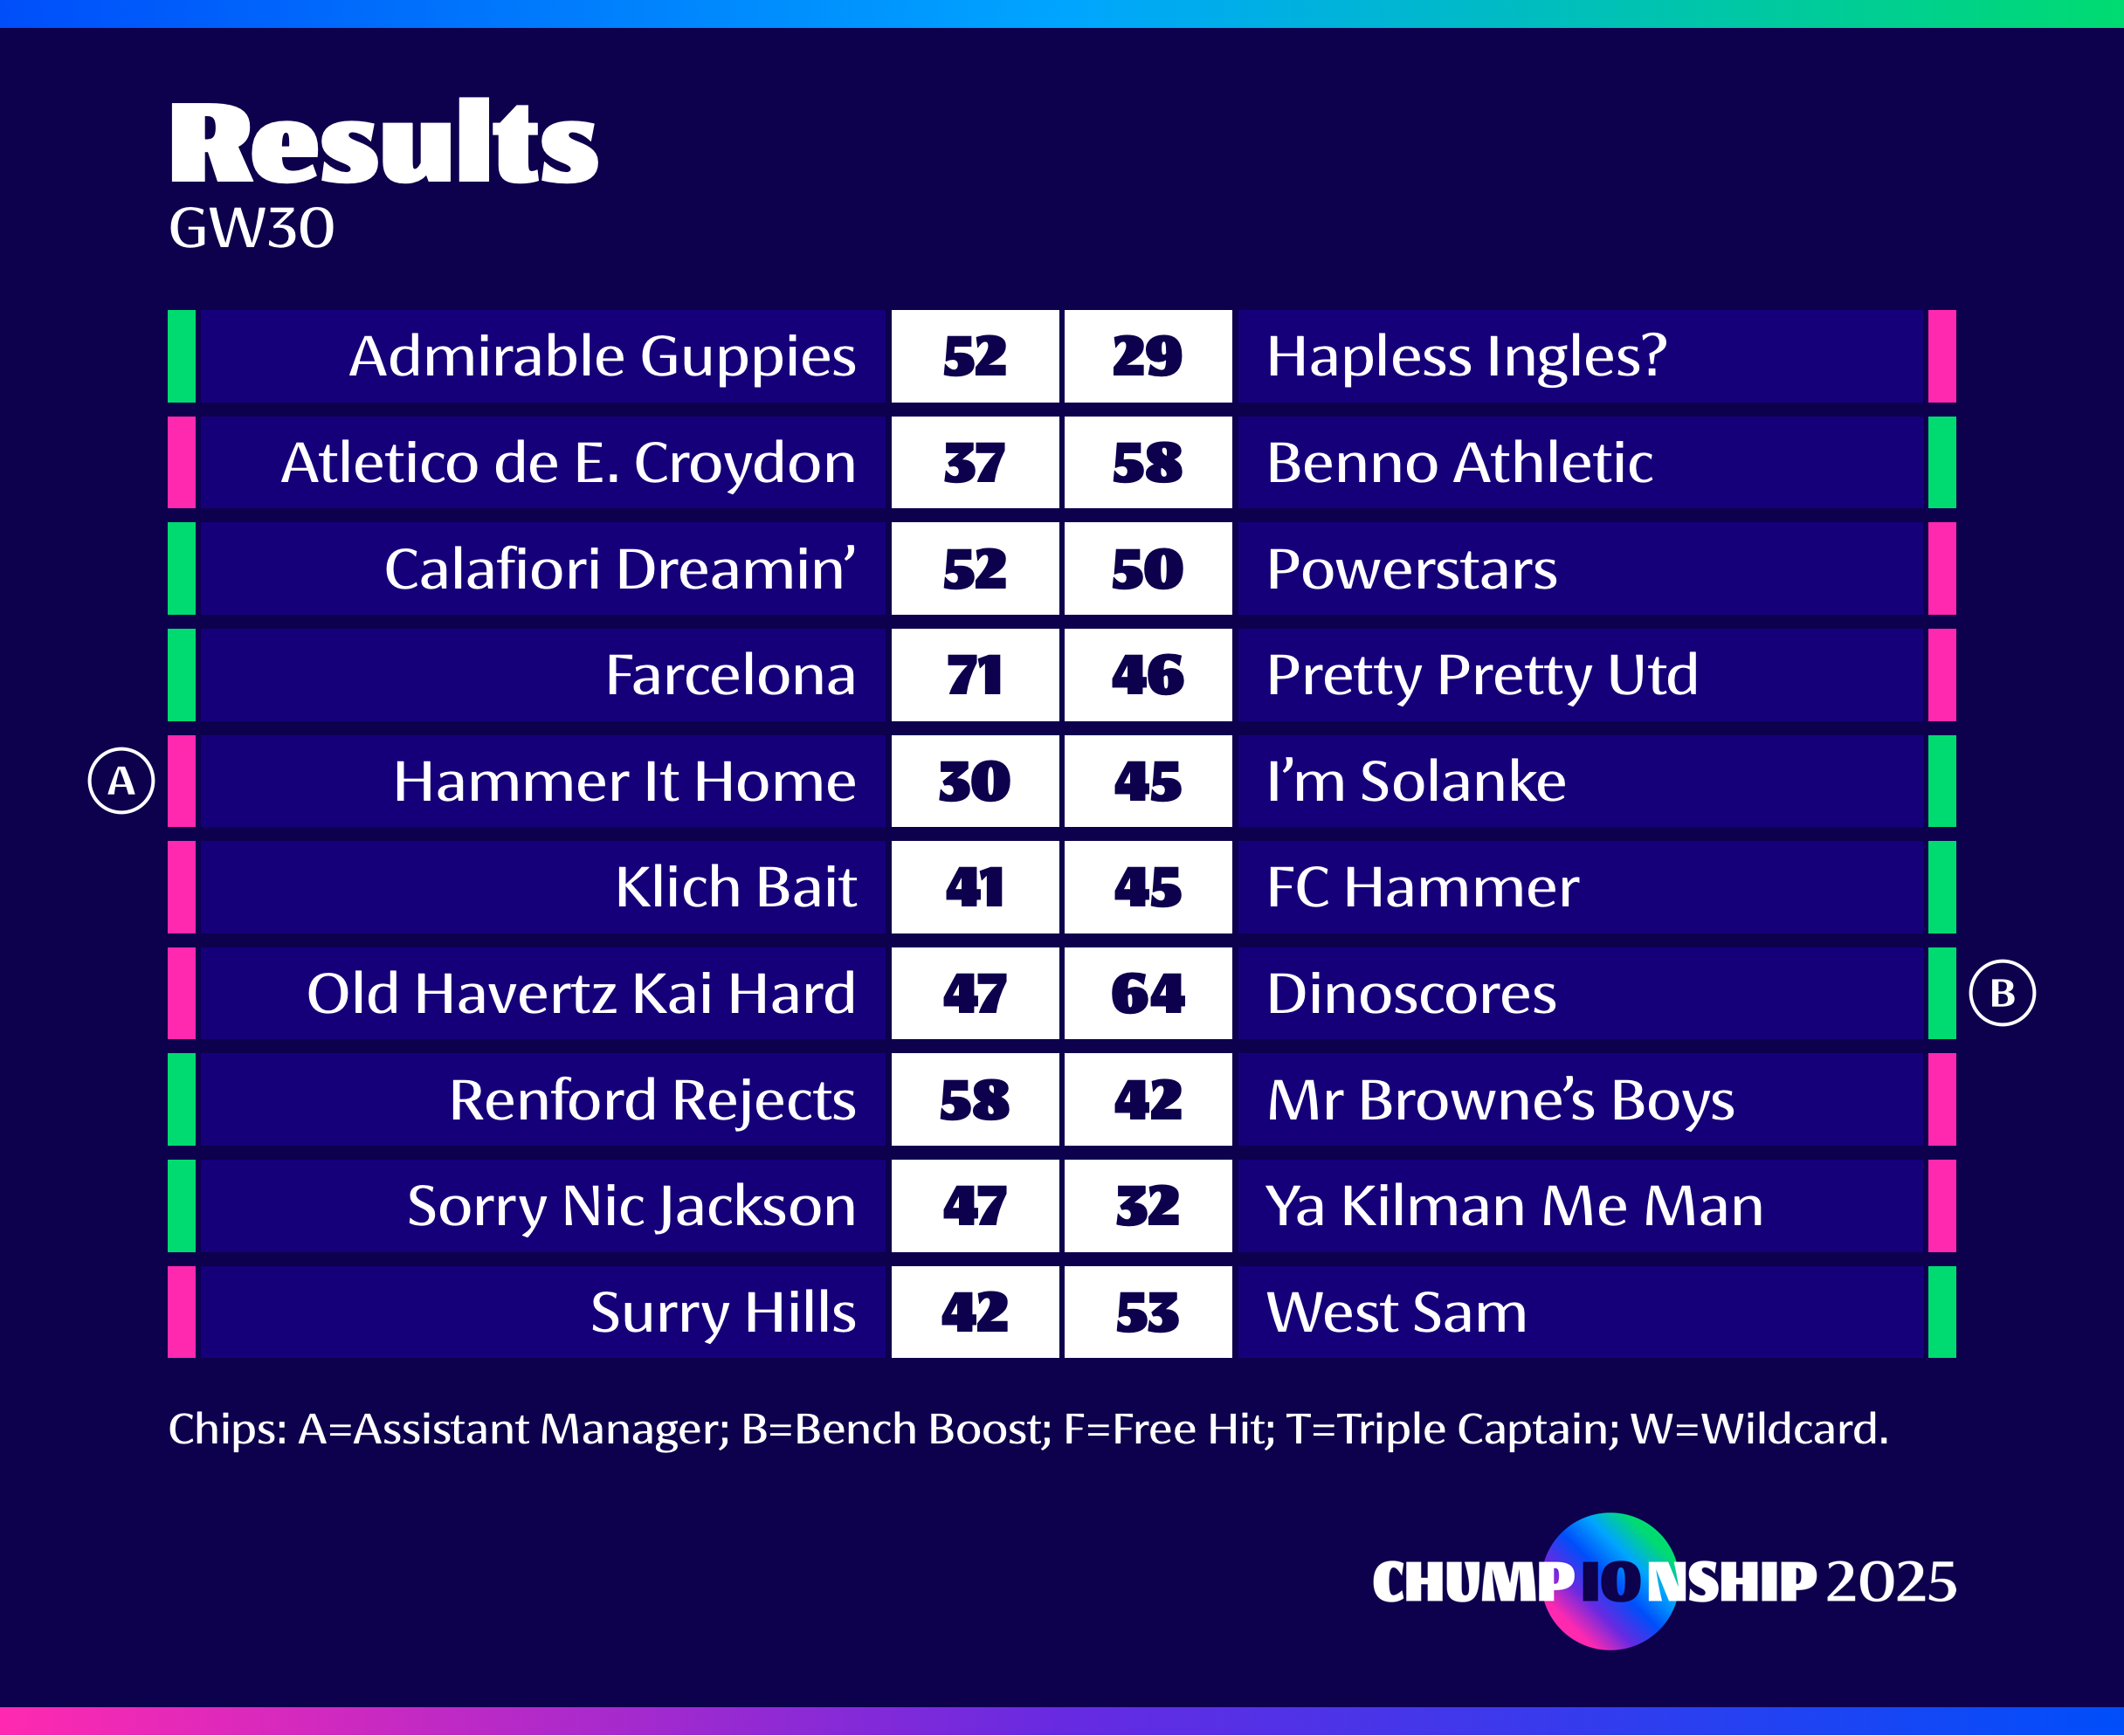 Results
GW30
Admirable Guppies 52 29 Hapless Ingles?
Atletico de E. Croydon 37 58 Benno Athletic
Calafiori Dreamin’ 52 50 Powerstars
Farcelona 71 46 Pretty Pretty Utd
A Hammer It Home 30 45 I’m Solanke
Klich Bait 41 45 FC Hammer
Old Havertz Kai Hard 47 64 Dinoscores B
Renford Rejects 58 42 Mr Browne’s Boys
Sorry Nic Jackson 47 32 Ya Kilman Me Man
Surry Hills 42 53 West Sam
Chips: A=Assistant Manager; B=Bench Boost; F=Free Hit; T=Triple Captain; W=Wildcard.
CHUMP10NSHIP 2025